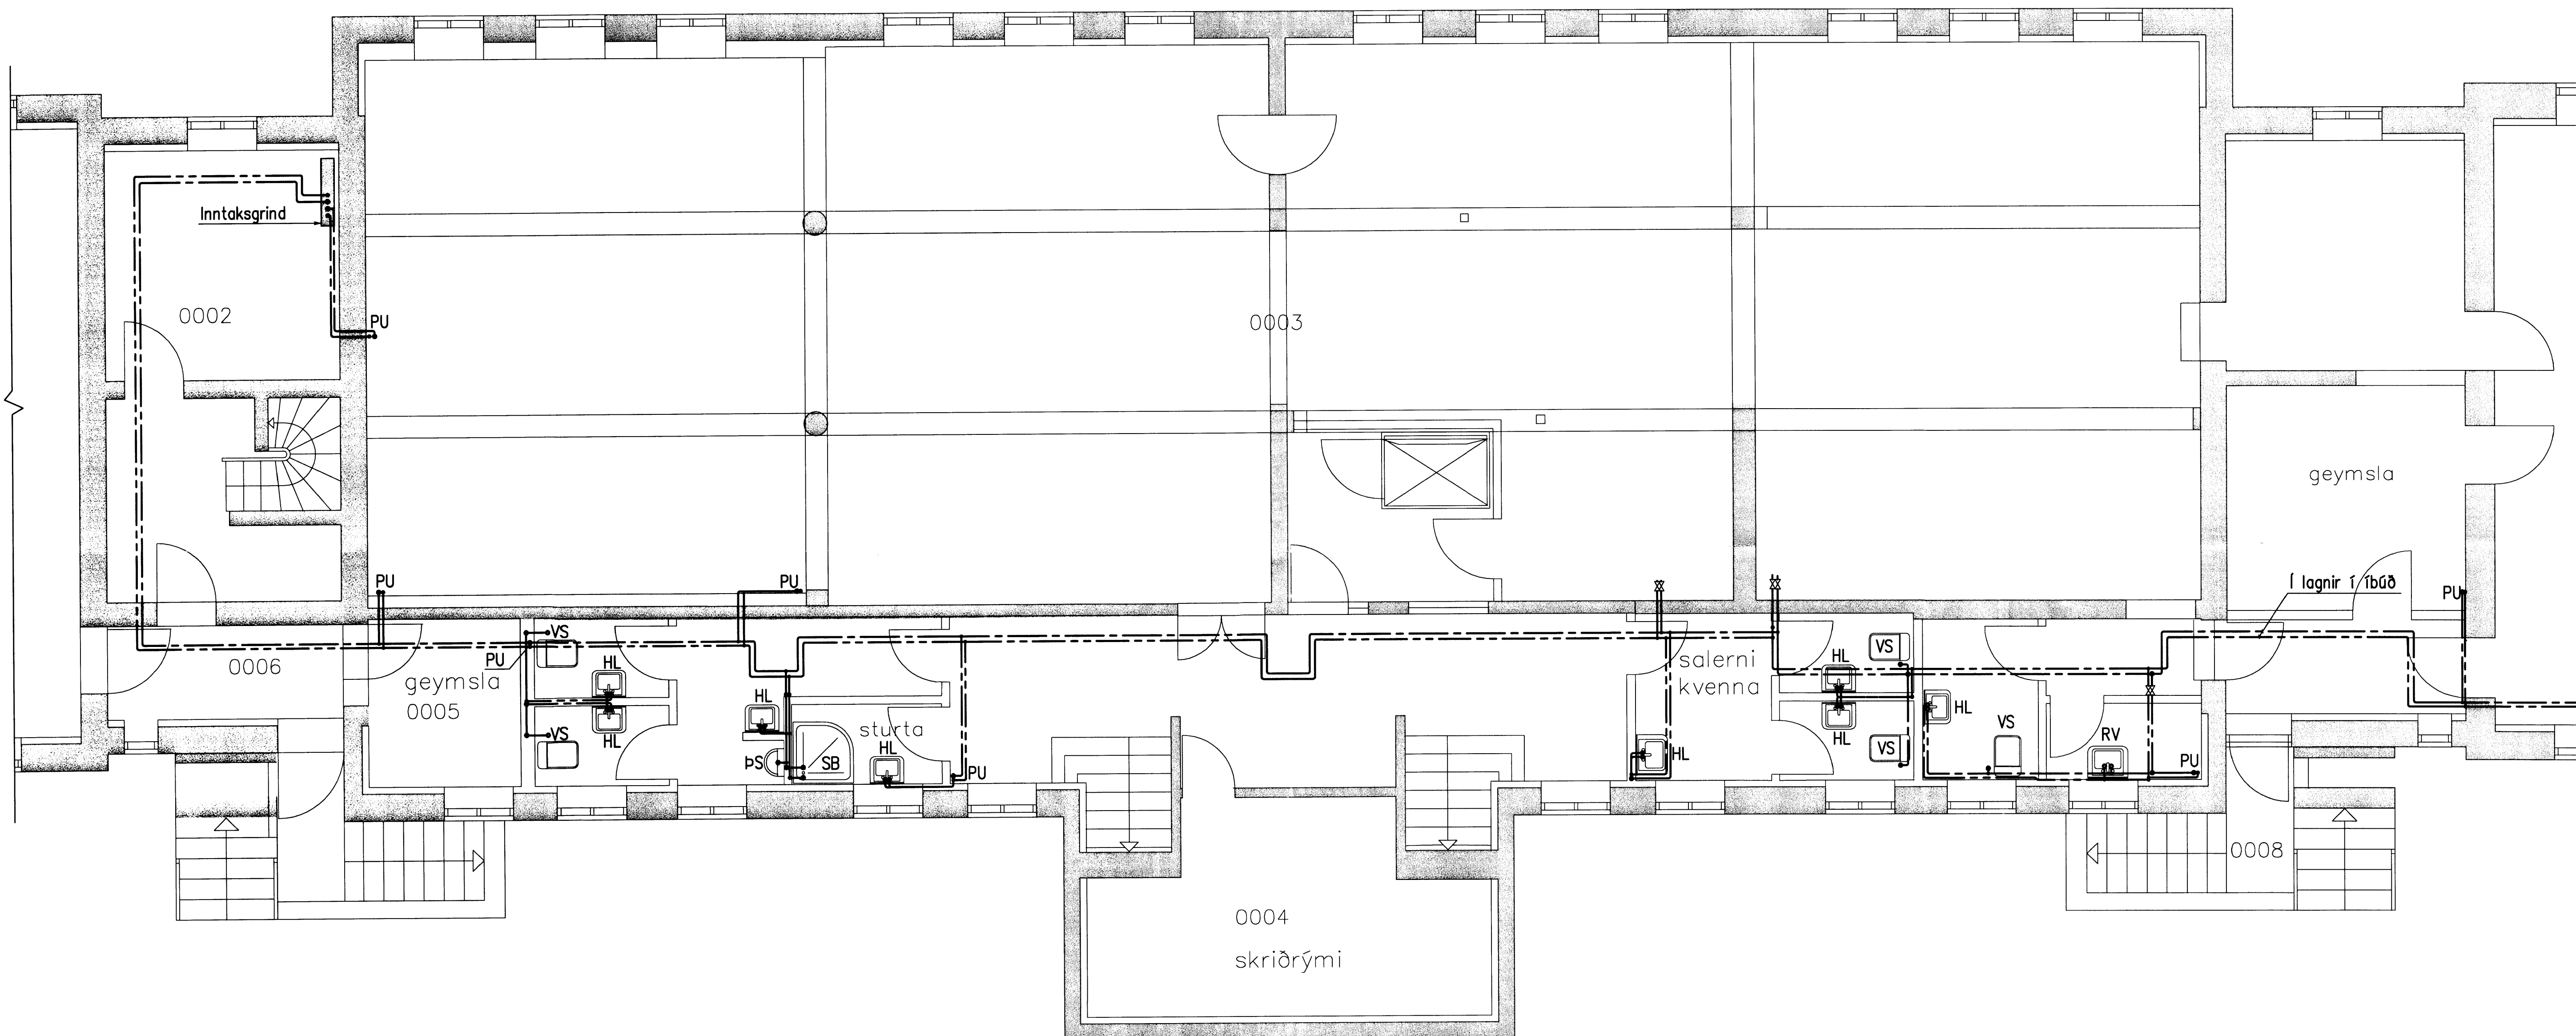 Inntaksgrind
0002
PU
0003
geymsla
PU
PU
Í lagnir í íbúð
PU
VS
PU
0006
HL
geymsla
0005
HL
VS
HL
ÞS
SB
sturta
HL
PU
salerni
kvenna
HL
HL
HL
VS
VS
HL
VS
RV
PU
0008
0004
skriðrými